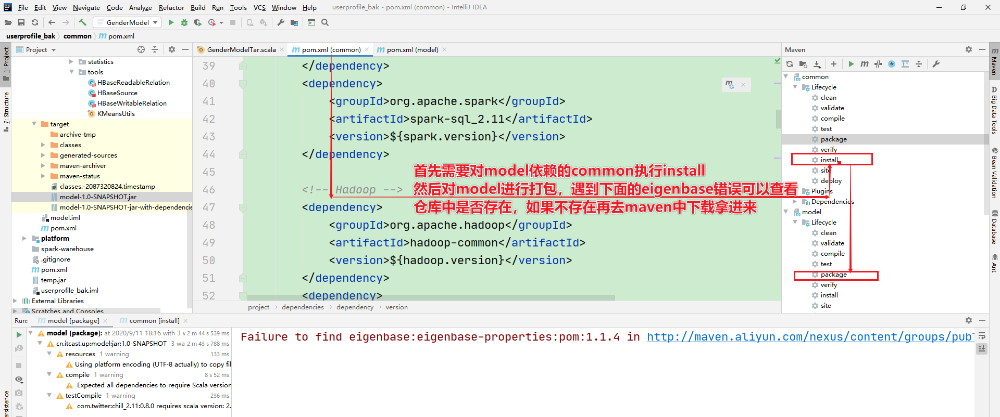 File Edit View Navigate Code Analyze Refactor Build Run Tools VCS Window Help userprofile_bak - pom.xml (common) - IntelliJ IDEA
GenderModel
userprofile_bak common pom.xml
Project
statistics
tools
HBaseReadableRelation
HBaseSource
HBaseWritableRelation
KMeansUtils
target
archive-tmp
classes
generated-sources
maven-archiver
maven-status
classes.-2087320824.timestamp
model-1.0-SNAPSHOT.jar
model-1.0-SNAPSHOT-jar-with-dependencie
model.iml
pom.xml
platform
spark-warehouse
.gitignore
pom.xml
temp.jar
userprofile_bak.iml
External Libraries
Scratches and Consoles
1: Project
7: Structure
GenderModelTar.scala pom.xml (common) pom.xml (model)
39 </dependency>
40 <dependency>
41 <groupId>org.apache.spark</groupId>
42 <artifactId>spark-sql_2.11</artifactId>
43 <version>${spark.version}</version>
44 </dependency>
45
46 <!-- Hadoop -->
47 <dependency>
48 <groupId>org.apache.hadoop</groupId>
49 <artifactId>hadoop-common</artifactId>
50 <version>${hadoop.version}</version>
51 </dependency>
52 <dependency>
首先需要对model依赖的common执行install
然后对model进行打包，遇到下面的eigenbase错误可以查看
仓库中是否存在，如果不存在再去maven中下载拿进来
project dependencies dependency version
Maven
common
Lifecycle
clean
validate
compile
test
package
verify
install
site
deploy
Plugins
Dependencies
model
Lifecycle
clean
validate
compile
test
package
verify
install
site
Maven
Big Data Tools
Bean Validation
Database
Ant
Run: model [package] common [install]
model [package]: at 2020/9/11 18:16 with 3 v 2 m 44 s 539 ms
cn.itcast.up:model:jar:1.0-SNAPSHOT 3 wa 2 m 43 s 788 ms
resources 1 warning 133 ms
Using platform encoding (UTF-8 actually) to copy fil
compile 1 warning 8 s 52 ms
Expected all dependencies to require Scala version
testCompile 1 warning 236 ms
com.twitter:chill_2.11:0.8.0 requires scala version: 2.
Failure to find eigenbase:eigenbase-properties:pom:1.1.4 in http://maven.aliyun.com/nexus/content/groups/publ
ersistence